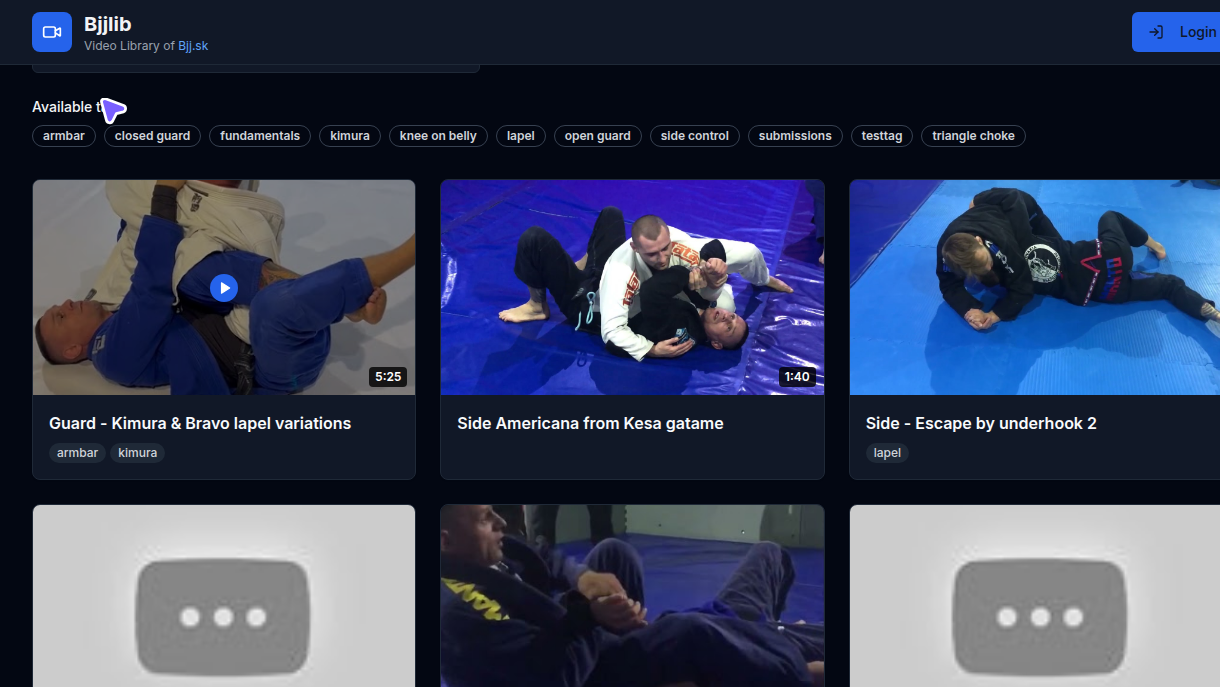 Bjjlib
Video Library of Bjj.sk
Login
Available
armbar
closed guard
fundamentals
kimura
knee on belly
lapel
open guard
side control
submissions
testtag
triangle choke
5:25
1:40
Guard - Kimura & Bravo lapel variations
Side Americana from Kesa gatame
Side - Escape by underhook 2
armbar
kimura
lapel